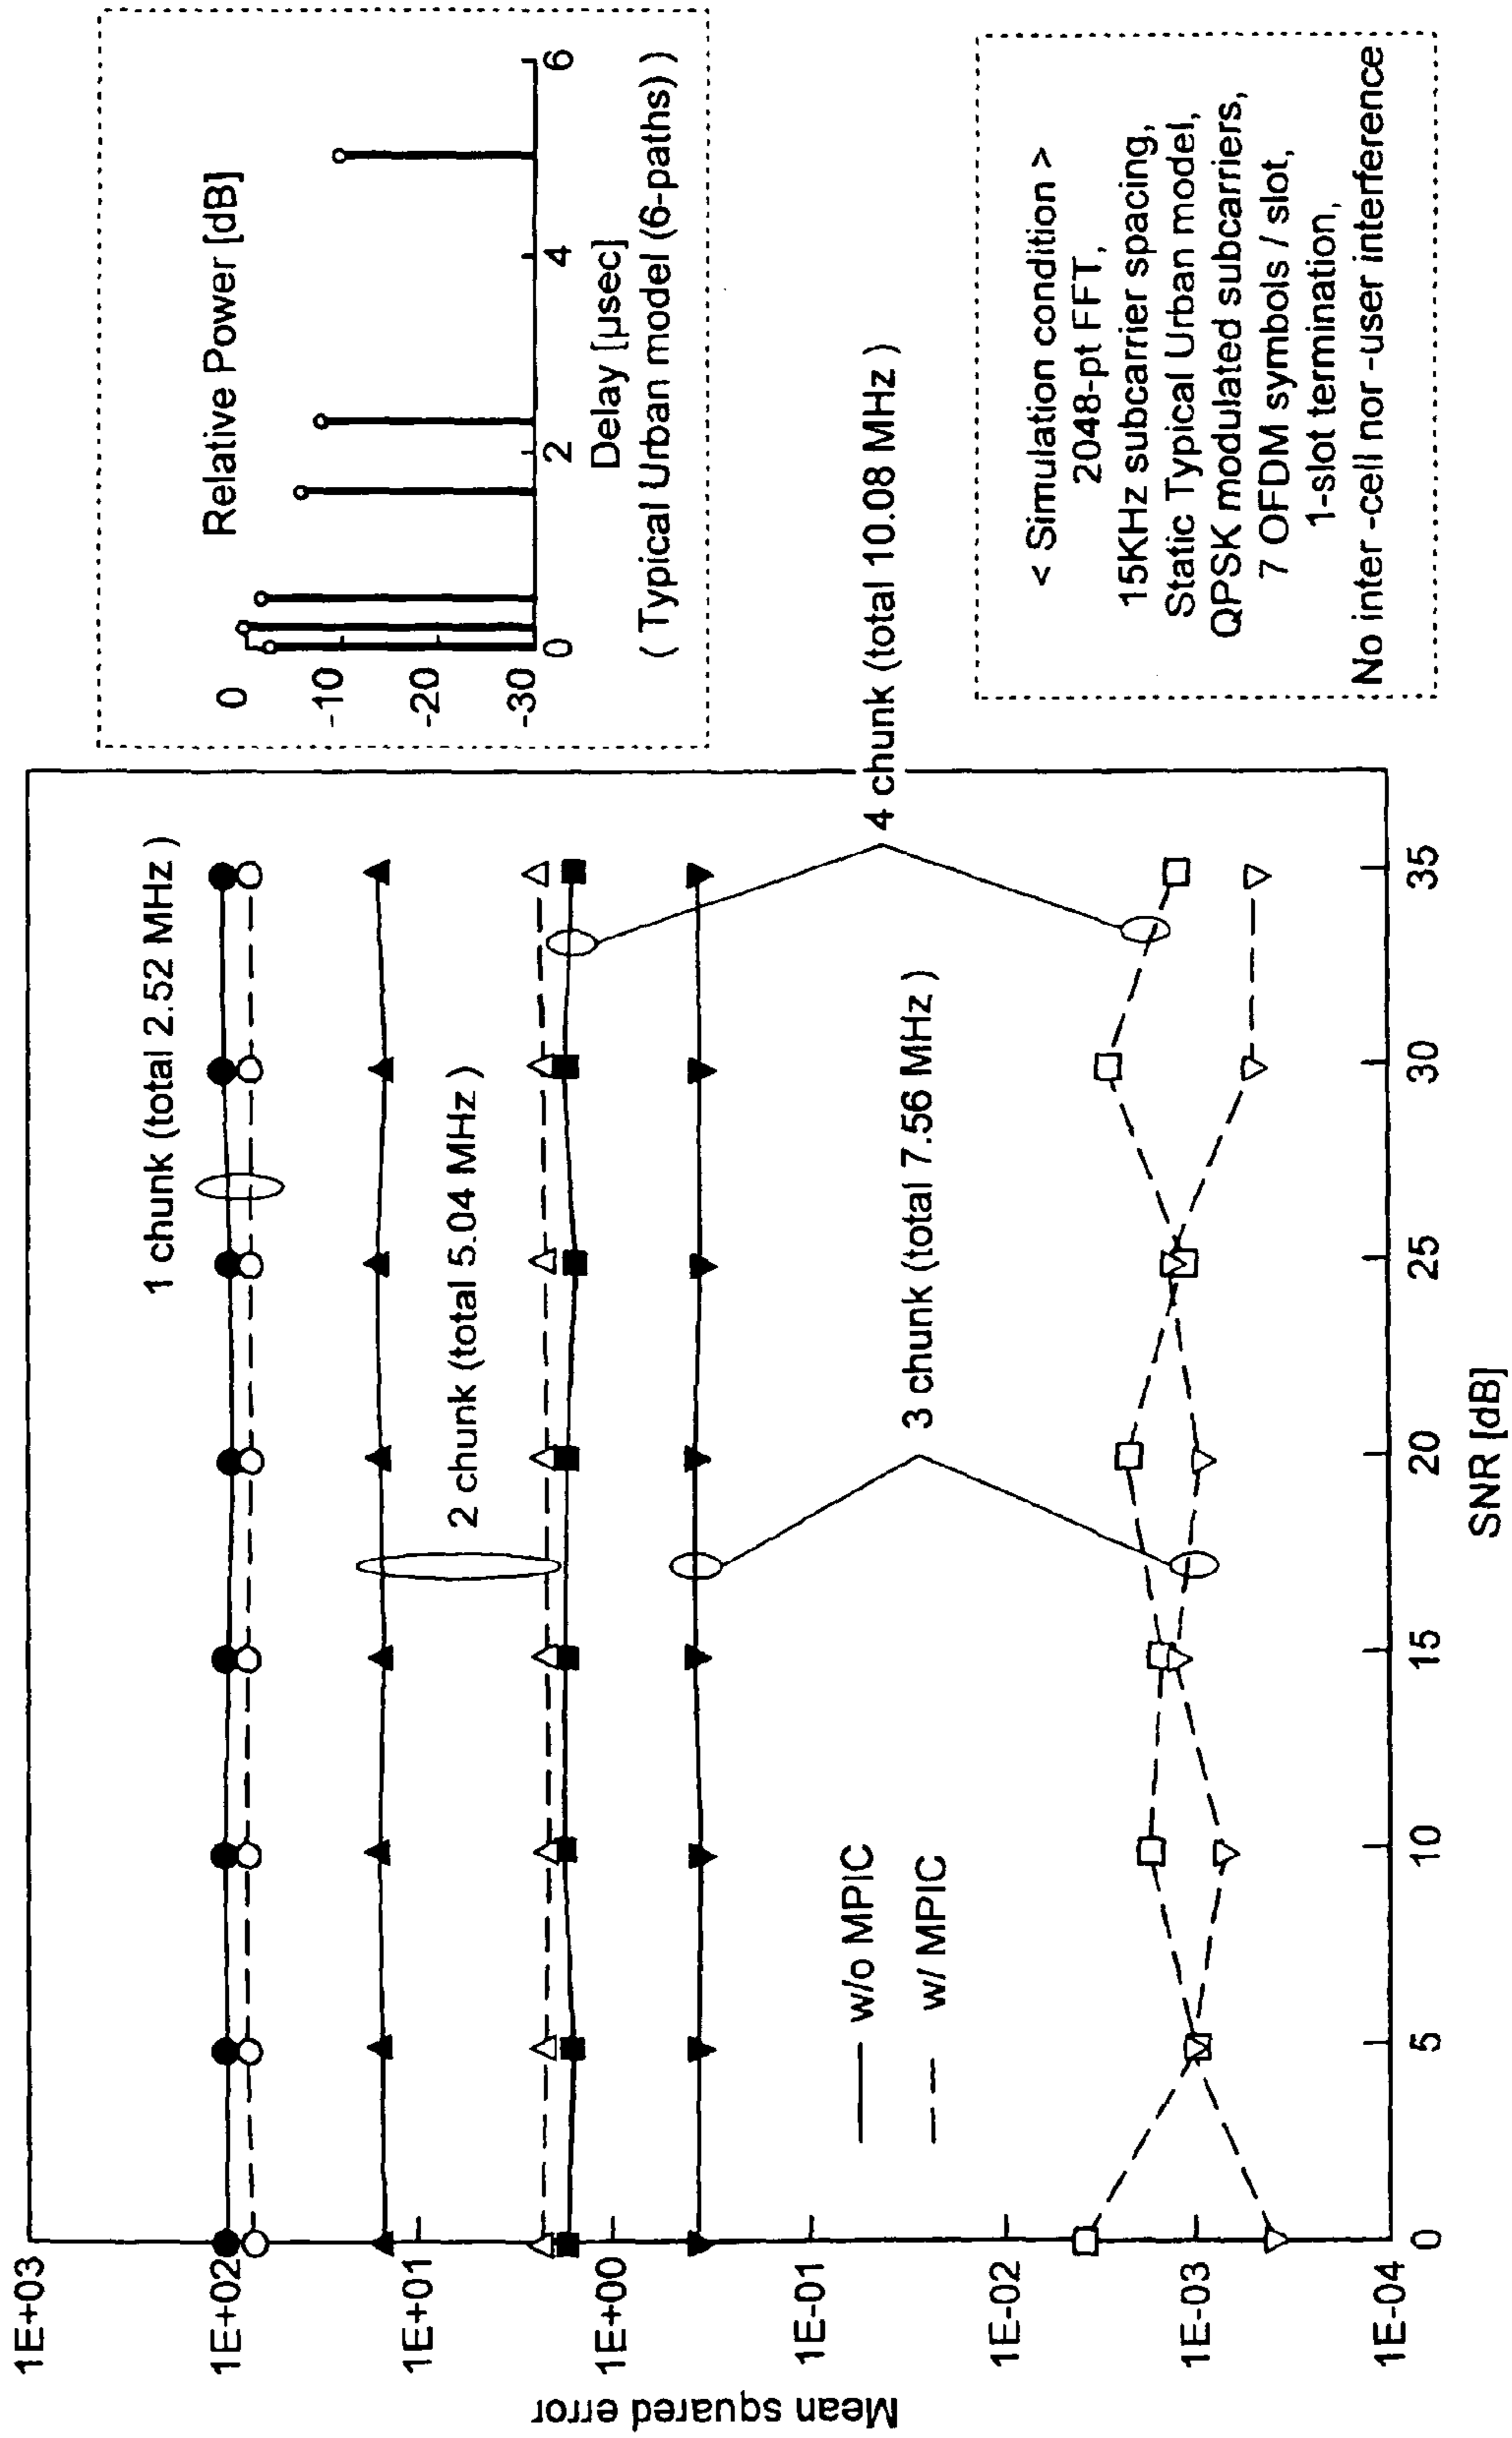 1E+03
1E+02
1E+01
1E+00
1E-01
1E-02
1E-03
1E-04
Mean squared error
0
5
10
15
20
25
30
35
SNR [dB]
1 chunk (total 2.52 MHz )
2 chunk (total 5.04 MHz )
3 chunk (total 7.56 MHz )
4 chunk (total 10.08 MHz )
w/o MPIC
w/ MPIC
Relative Power [dB]
0
-10
-20
-30
0
2
4
6
Delay [µsec]
( Typical Urban model (6-paths) )
< Simulation condition >
2048-pt FFT,
15KHz subcarrier spacing,
Static Typical Urban model,
QPSK modulated subcarriers,
7 OFDM symbols / slot,
1-slot termination,
No inter -cell nor -user interference